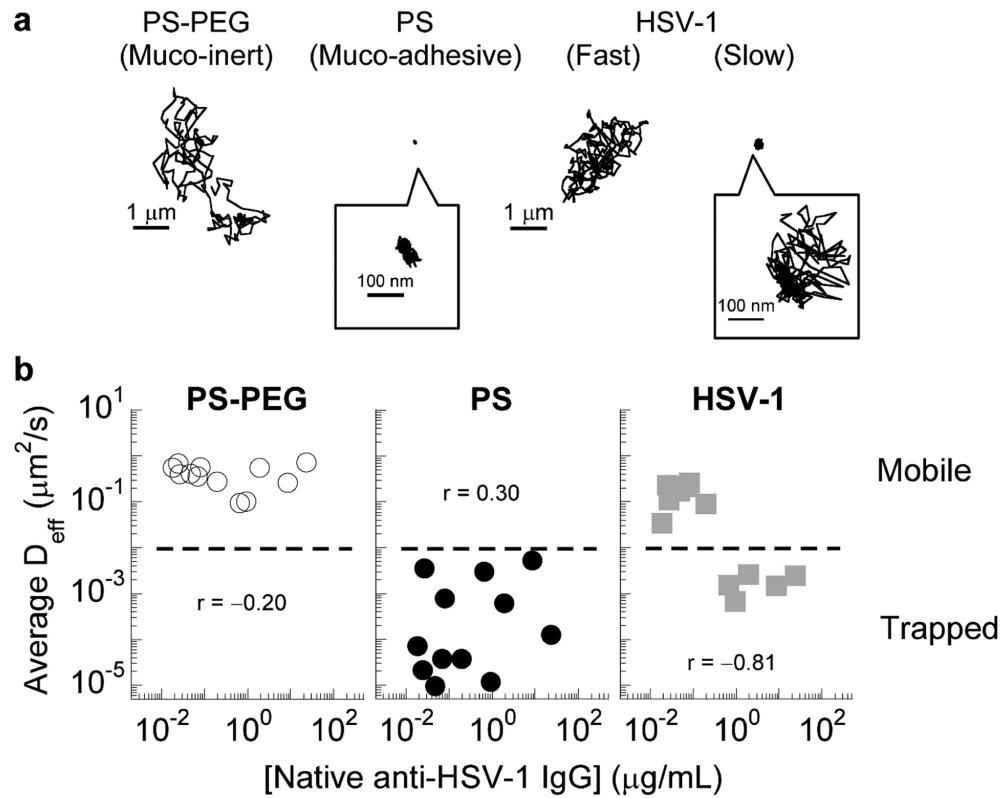 a
PS-PEG PS HSV-1
(Muco-inert) (Muco-adhesive) (Fast) (Slow)
1 μm 1 μm
100 nm 100 nm
b
PS-PEG PS HSV-1
Average D_eff (μm²/s)
10¹
10⁻¹
10⁻³
10⁻⁵
r = −0.20
r = 0.30
r = −0.81
Mobile
Trapped
10⁻² 10⁰ 10² 10⁻² 10⁰ 10² 10⁻² 10⁰ 10²
[Native anti-HSV-1 IgG] (μg/mL)